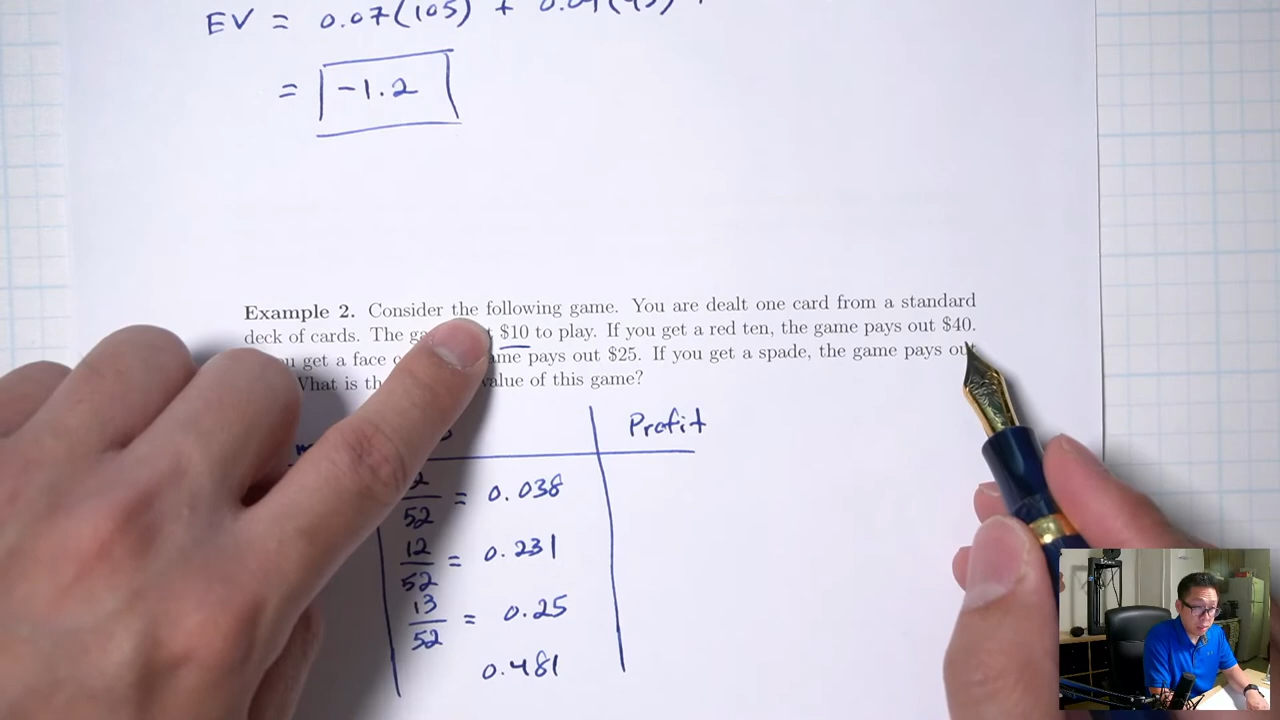 EV = 0.07(105) +
= -1.2
Example 2. Consider the following game. You are dealt one card from a standard
deck of cards. The $10 to play. If you get a red ten, the game pays out $40.
get a face pays out $25. If you get a spade, the game pays out
What is value of this game?
Profit
2/52 = 0.038
12/52 = 0.231
13/52 = 0.25
0.481